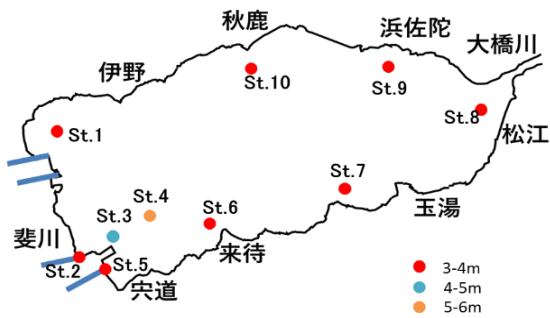 秋鹿
浜佐陀
大橋川
伊野
St.10
St.9
St.8
松江
St.1
St.7
玉湯
St.4
St.3
St.6
斐川
来待
St.2
St.5
宍道
3-4m
4-5m
5-6m